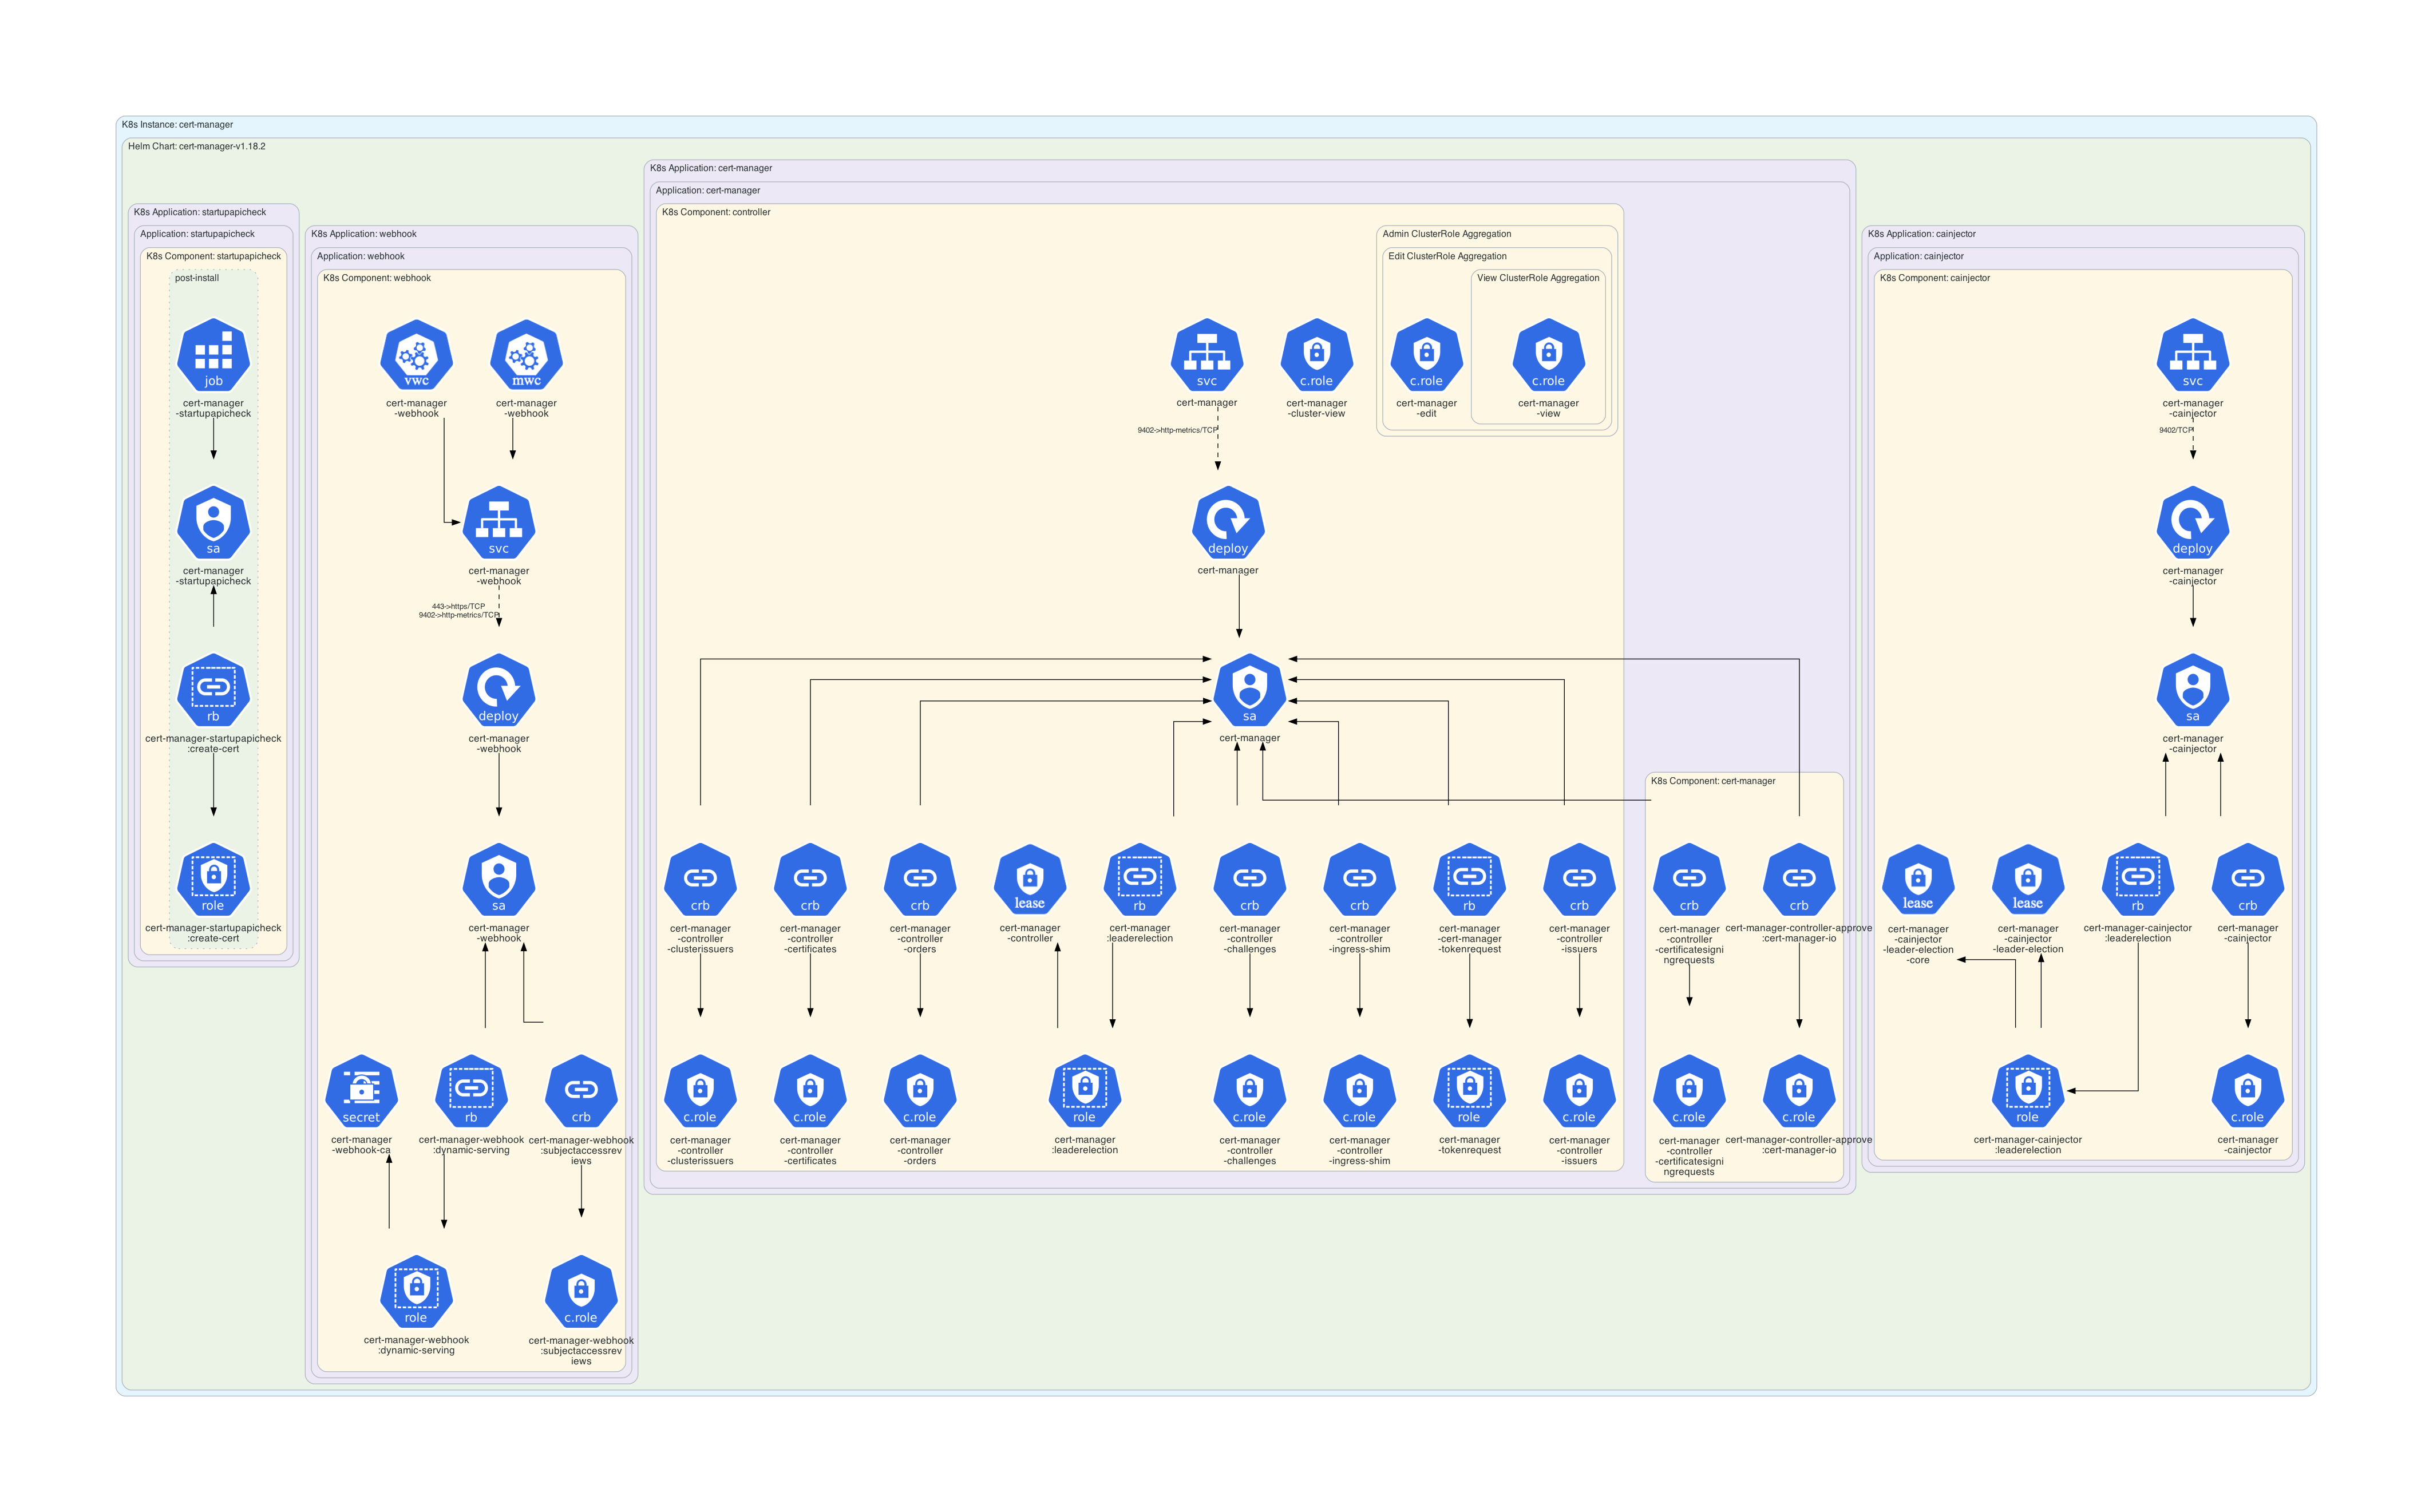 K8s Instance: cert-manager
Helm Chart: cert-manager-v1.18.2
K8s Application: startupapicheck
Application: startupapicheck
K8s Component: startupapicheck
post-install
job
cert-manager
-startupapicheck
sa
cert-manager
-startupapicheck
rb
cert-manager-startupapicheck
:create-cert
role
cert-manager-startupapicheck
:create-cert
K8s Application: webhook
Application: webhook
K8s Component: webhook
vwc
cert-manager
-webhook
mwc
cert-manager
-webhook
svc
cert-manager
-webhook
443->https/TCP
9402->http-metrics/TCP
deploy
cert-manager
-webhook
sa
cert-manager
-webhook
secret
cert-manager
-webhook-ca
rb
cert-manager-webhook
:dynamic-serving
crb
cert-manager-webhook
:subjectaccessrev
iews
role
cert-manager-webhook
:dynamic-serving
c.role
cert-manager-webhook
:subjectaccessrev
iews
K8s Application: cert-manager
Application: cert-manager
K8s Component: controller
Admin ClusterRole Aggregation
Edit ClusterRole Aggregation
View ClusterRole Aggregation
svc
cert-manager
c.role
cert-manager
-cluster-view
c.role
cert-manager
-edit
c.role
cert-manager
-view
9402->http-metrics/TCP
deploy
cert-manager
sa
cert-manager
crb
cert-manager
-controller
-clusterissuers
crb
cert-manager
-controller
-certificates
crb
cert-manager
-controller
-orders
lease
cert-manager
-controller
rb
cert-manager
:leaderelection
crb
cert-manager
-controller
-challenges
crb
cert-manager
-controller
-ingress-shim
rb
cert-manager
-cert-manager
-tokenrequest
crb
cert-manager
-controller
-issuers
c.role
cert-manager
-controller
-clusterissuers
c.role
cert-manager
-controller
-certificates
c.role
cert-manager
-controller
-orders
role
cert-manager
:leaderelection
c.role
cert-manager
-controller
-challenges
c.role
cert-manager
-controller
-ingress-shim
role
cert-manager
-tokenrequest
c.role
cert-manager
-controller
-issuers
K8s Component: cert-manager
crb
cert-manager
-controller
-certificatesigni
ngrequests
crb
cert-manager-controller-approve
:cert-manager-io
c.role
cert-manager
-controller
-certificatesigni
ngrequests
c.role
cert-manager-controller-approve
:cert-manager-io
K8s Application: cainjector
Application: cainjector
K8s Component: cainjector
svc
cert-manager
-cainjector
9402/TCP
deploy
cert-manager
-cainjector
sa
cert-manager
-cainjector
lease
cert-manager
-cainjector
-leader-election
-core
lease
cert-manager
-cainjector
-leader-election
rb
cert-manager-cainjector
:leaderelection
crb
cert-manager
-cainjector
role
cert-manager-cainjector
:leaderelection
c.role
cert-manager
-cainjector